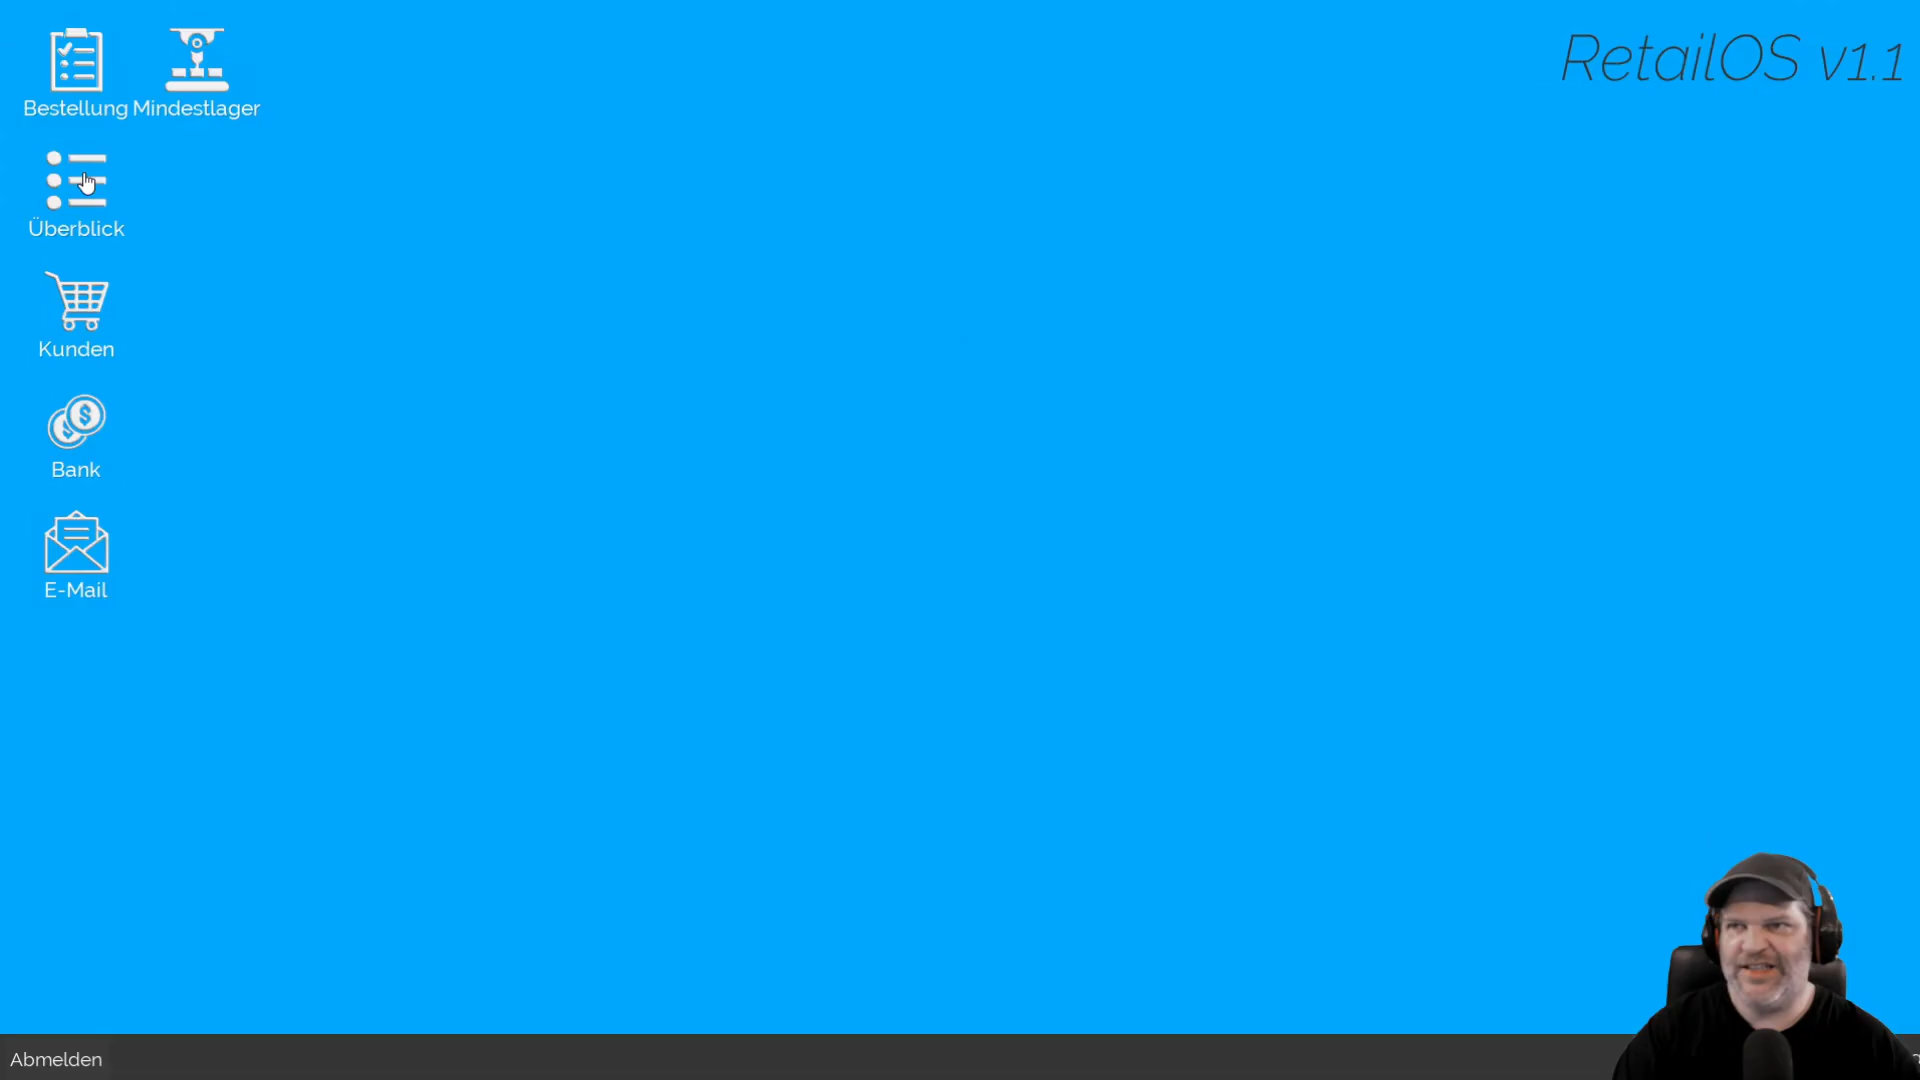 RetailOS v1.1
Bestellung
Mindestlager
Überblick
Kunden
Bank
E-Mail
Abmelden